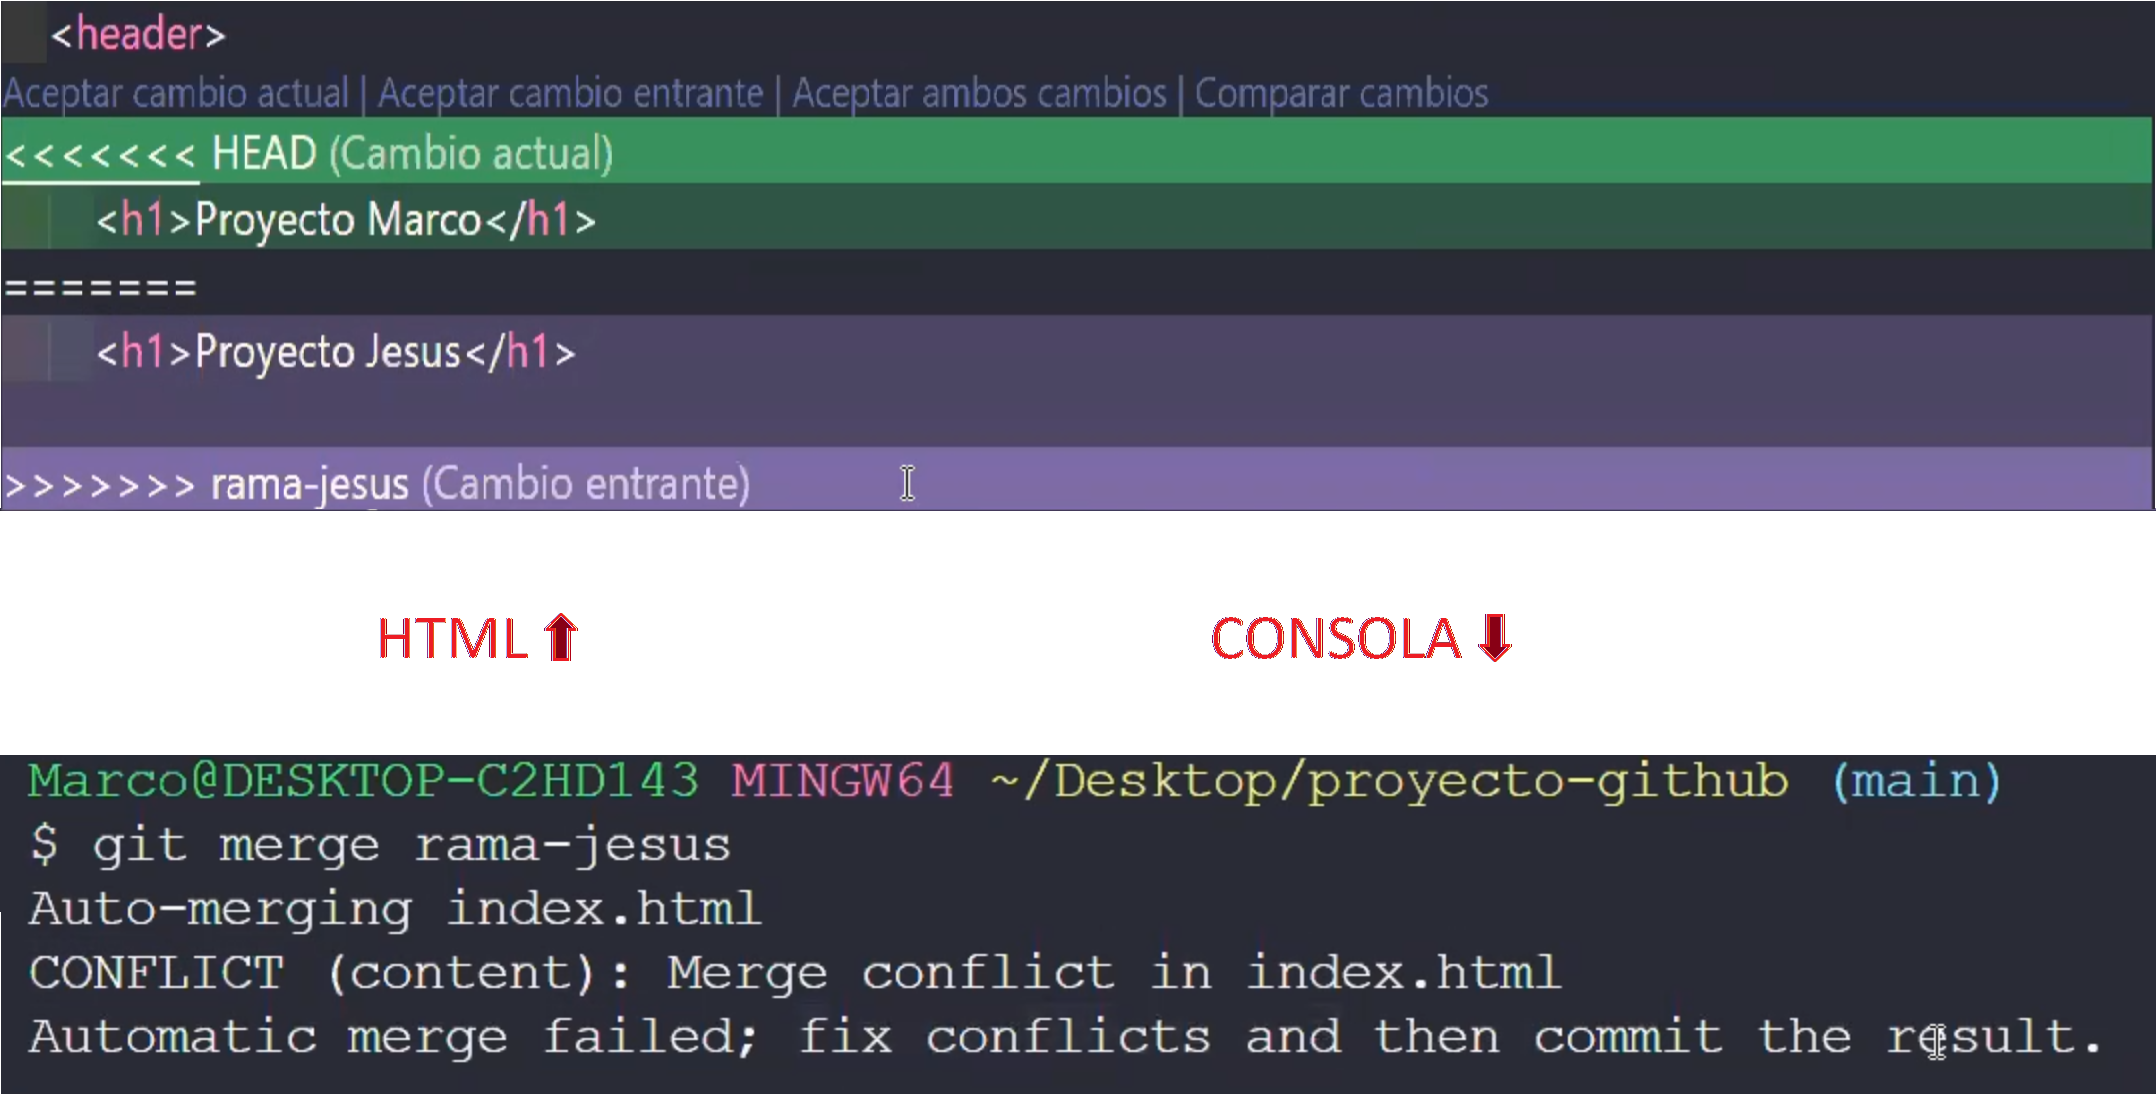 <header>
Aceptar cambio actual | Aceptar cambio entrante | Aceptar ambos cambios | Comparar cambios
<<<<<<< HEAD (Cambio actual)
<h1>Proyecto Marco</h1>
=======
<h1>Proyecto Jesus</h1>
>>>>>>> rama-jesus (Cambio entrante)
HTML
CONSOLA
Marco@DESKTOP-C2HD143 MINGW64 ~/Desktop/proyecto-github (main)
$ git merge rama-jesus
Auto-merging index.html
CONFLICT (content): Merge conflict in index.html
Automatic merge failed; fix conflicts and then commit the result.